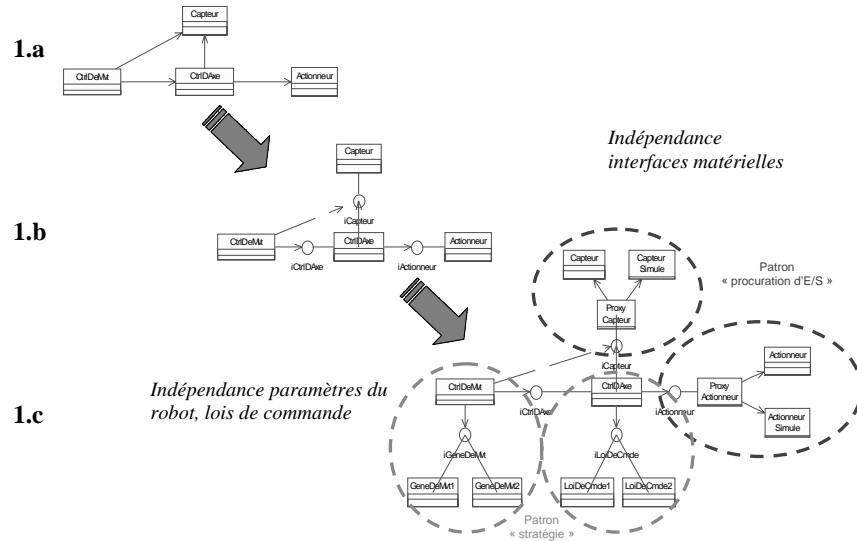 1.a
Capteur
CtrlDeMvt
CtrlDAxe
Actionneur
Indépendance
interfaces matérielles
1.b
Capteur
iCapteur
CtrlDeMvt
CtrlDAxe
Actionneur
iCtrlDAxe
iActionneur
Capteur
Capteur
Simule
Patron
« procuration d'E/S »
Proxy
Capteur
iCapteur
1.c
Indépendance paramètres du
robot, lois de commande
CtrlDeMvt
CtrlDAxe
iCtrlDAxe
iActionneur
Proxy
Actionneur
Actionneur
Actionneur
Simule
iGeneDeMvt
iLoiDeCmde
GeneDeMvt1
GeneDeMvt2
LoiDeCmde1
LoiDeCmde2
Patron
« stratégie »